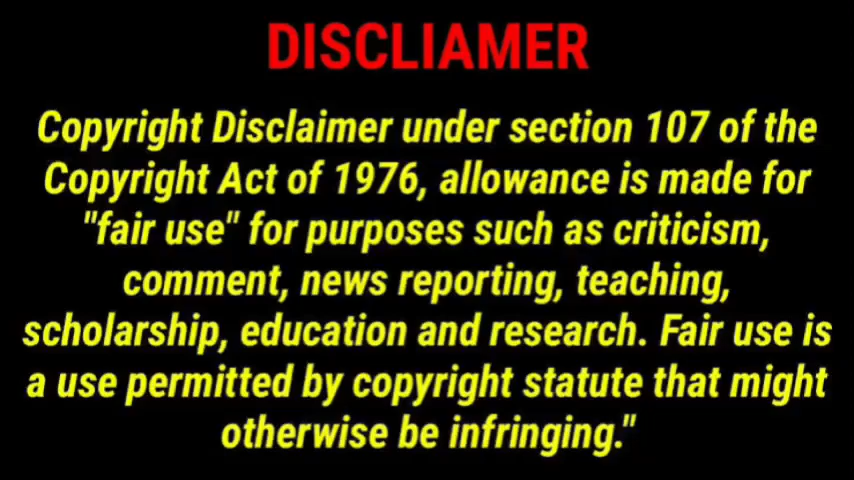 DISCLIAMER
Copyright Disclaimer under section 107 of the
Copyright Act of 1976, allowance is made for
"fair use" for purposes such as criticism,
comment, news reporting, teaching,
scholarship, education and research. Fair use is
a use permitted by copyright statute that might
otherwise be infringing."